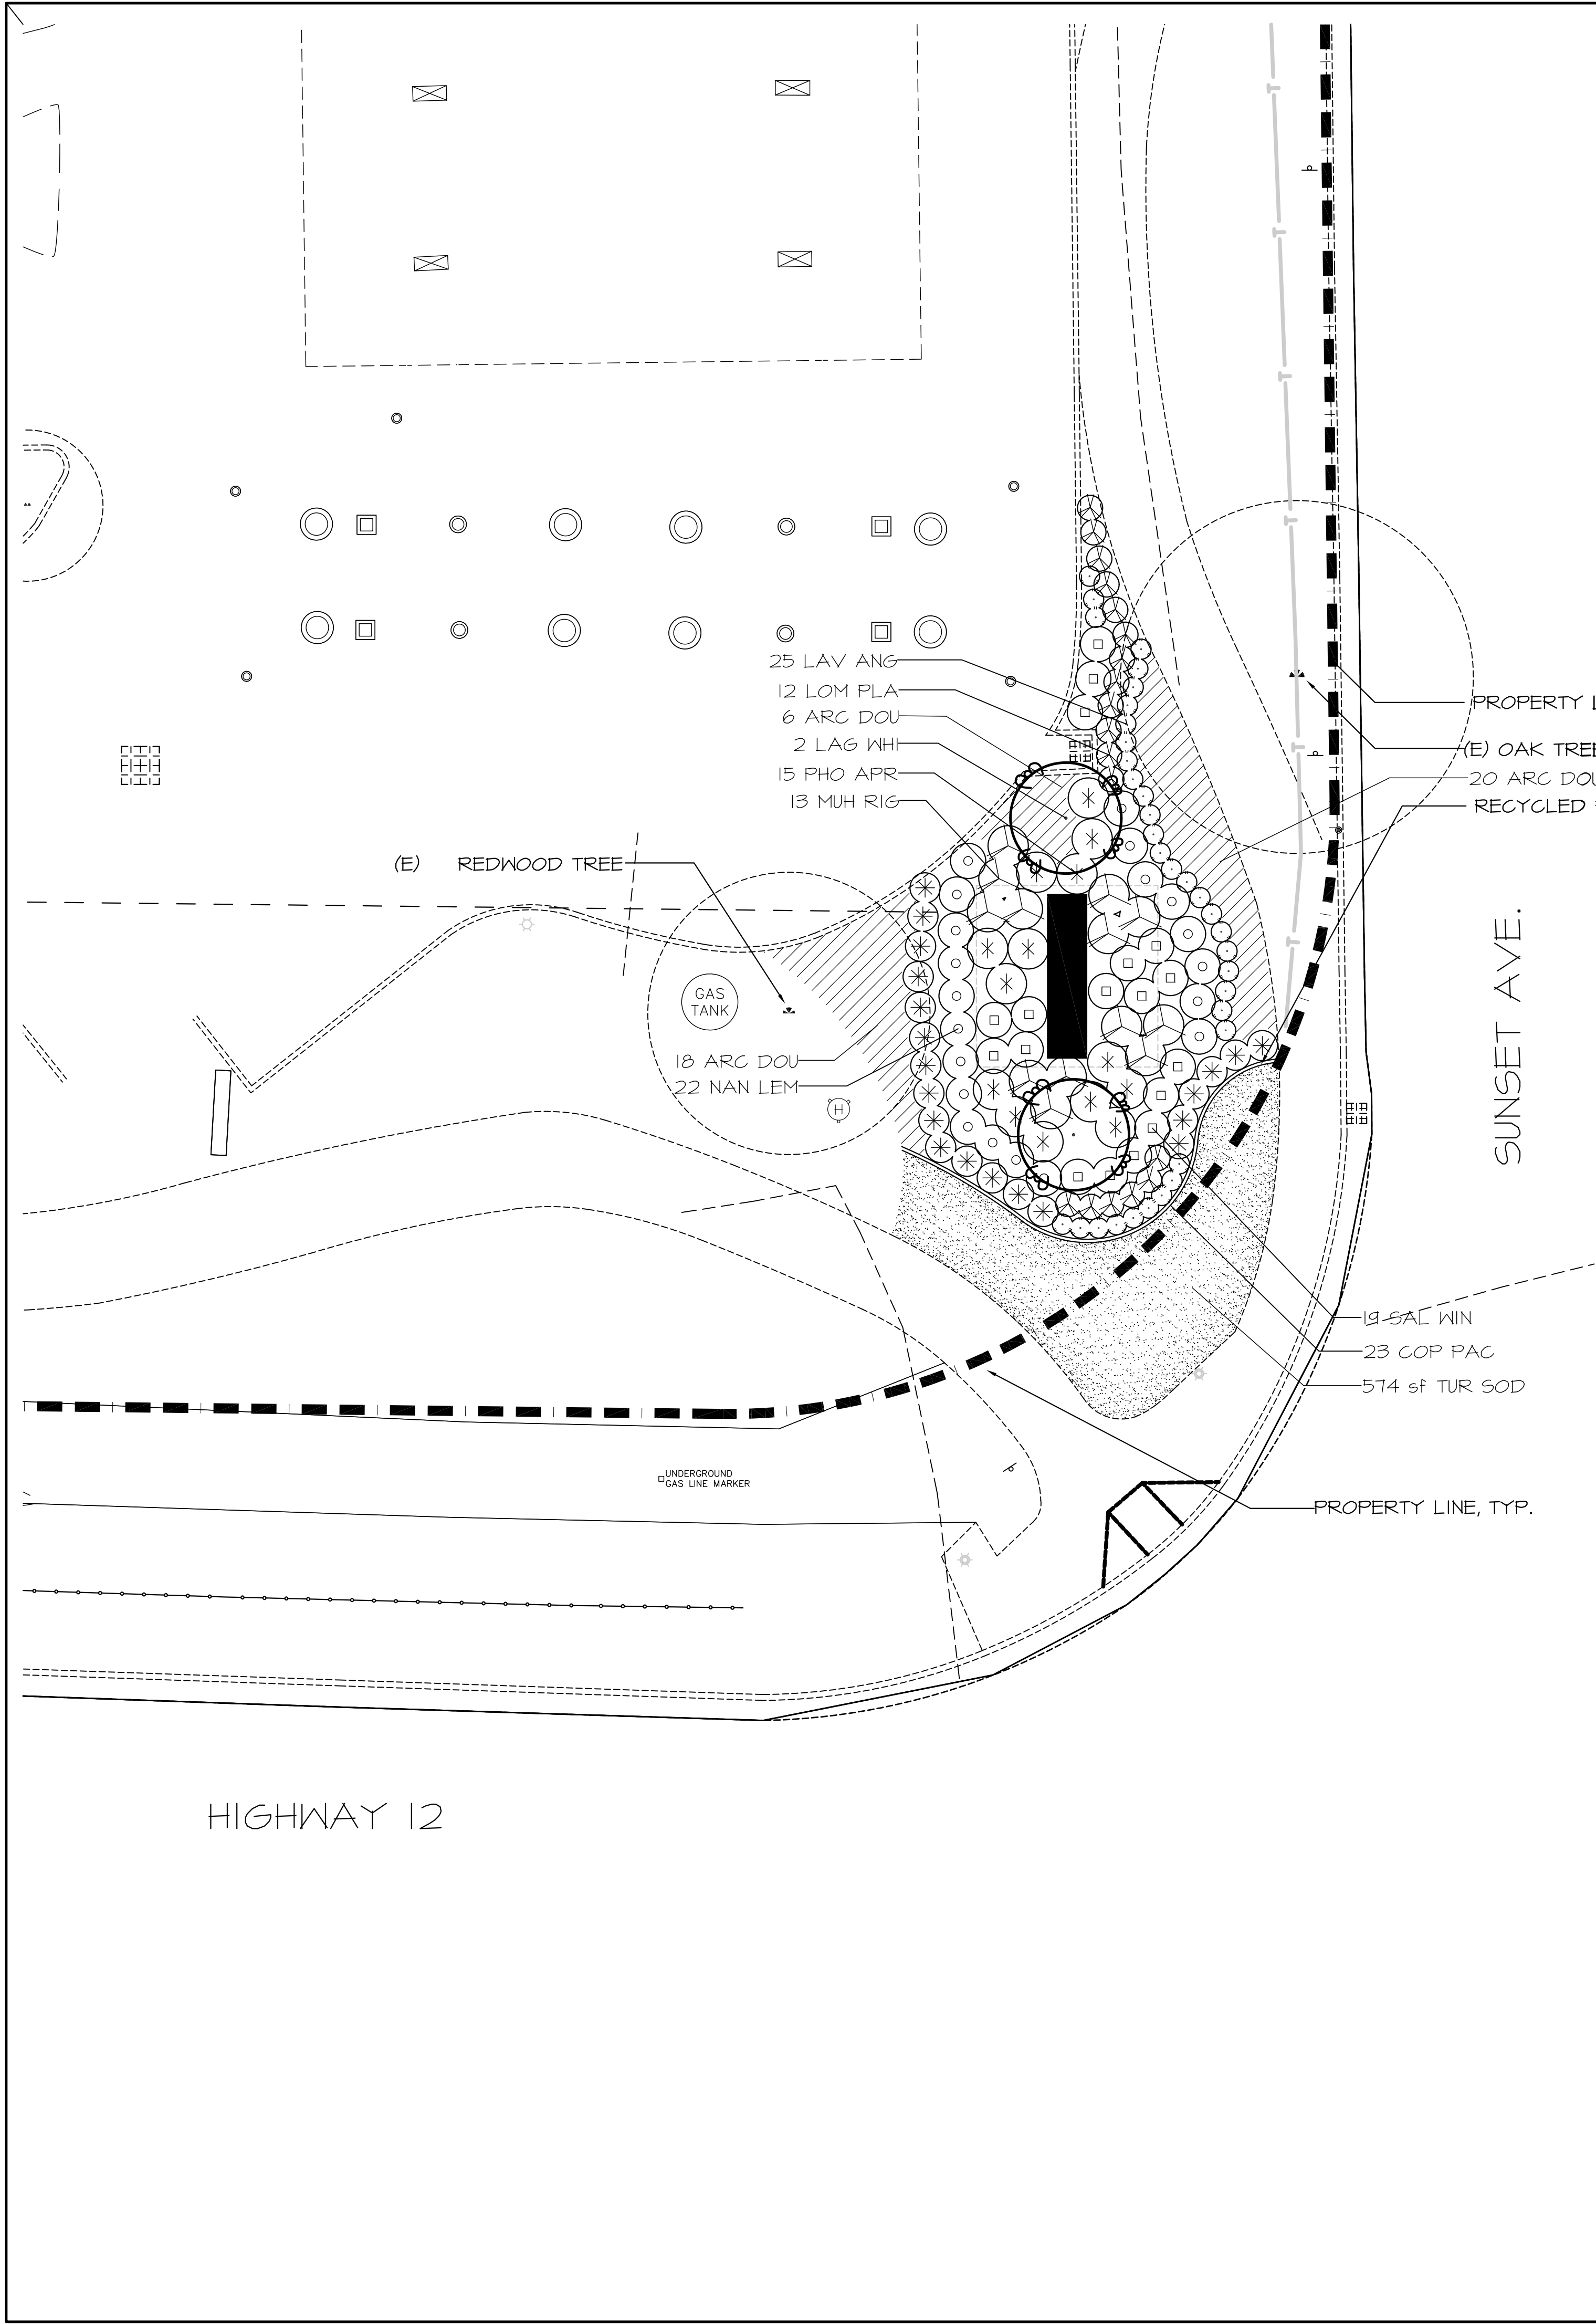 25 LAV ANG
12 LOM PLA
6 ARC DOU
2 LAG WHI
15 PHO APR
13 MUH RIG
PROPERTY L
(E) OAK TREE
20 ARC DOU
RECYCLED
(E) REDWOOD TREE
GAS
TANK
18 ARC DOU
22 NAN LEM
H
SUNSET AVE.
19 SAL WIN
23 COP PAC
574 sf TUR SOD
UNDERGROUND
GAS LINE MARKER
PROPERTY LINE, TYP.
HIGHWAY 12
T
T
T
T
T
T